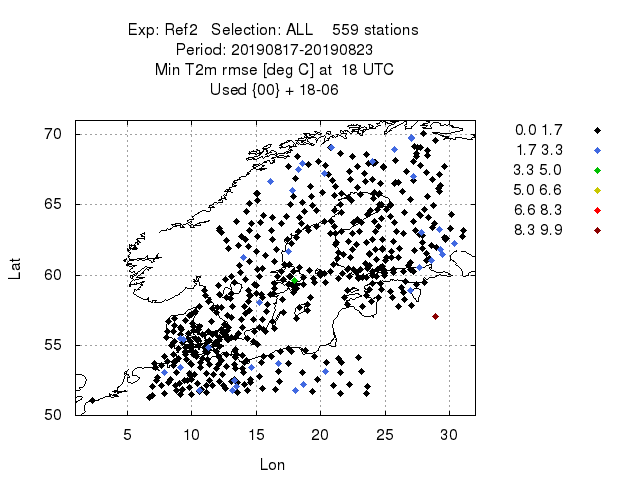 Exp: Ref2 Selection: ALL 559 stations
Period: 20190817-20190823
Min T2m rmse [deg C] at 18 UTC
Used {00} + 18-06
0.0 1.7
1.7 3.3
3.3 5.0
5.0 6.6
6.6 8.3
8.3 9.9
70
65
60
55
50
Lat
5 10 15 20 25 30
Lon